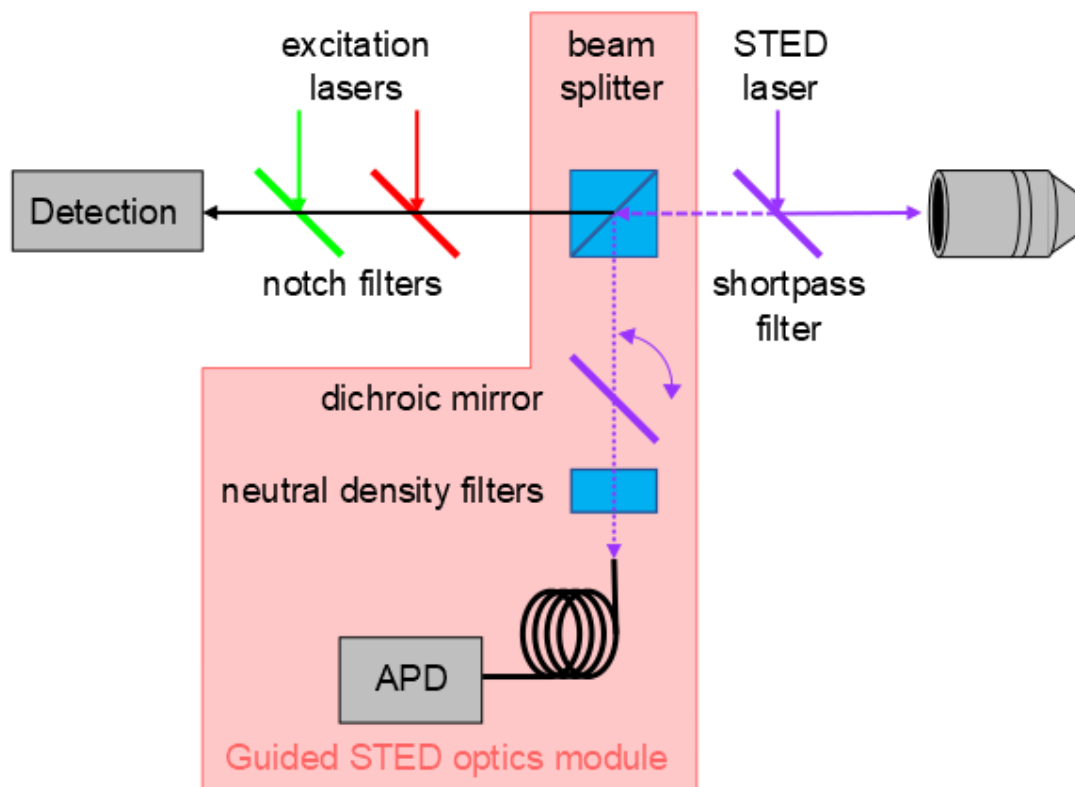 excitation
lasers
beam
splitter
STED
laser
Detection
notch filters
shortpass
filter
dichroic mirror
neutral density filters
APD
Guided STED optics module